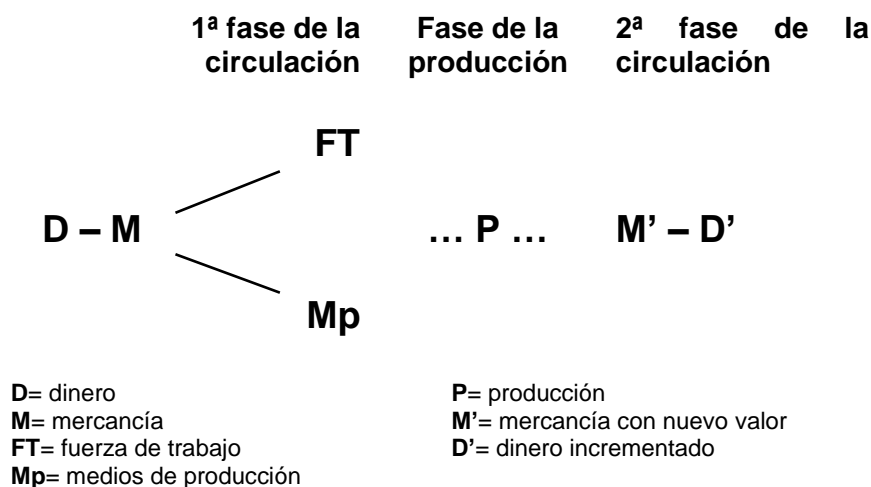 1ª fase de la circulación
Fase de la producción
2ª fase de la circulación
FT
D – M
… P …
M’ – D’
Mp
D= dinero
M= mercancía
FT= fuerza de trabajo
Mp= medios de producción
P= producción
M’= mercancía con nuevo valor
D’= dinero incrementado